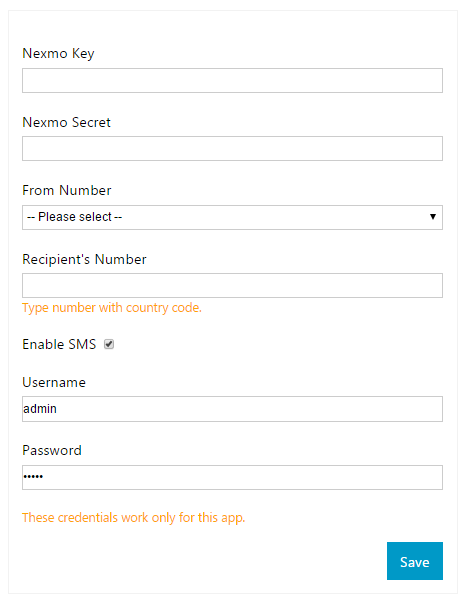 Nexmo Key
Nexmo Secret
From Number
-- Please select --
Recipient's Number
Type number with country code.
Enable SMS
Username
admin
Password
•••••
These credentials work only for this app.
Save